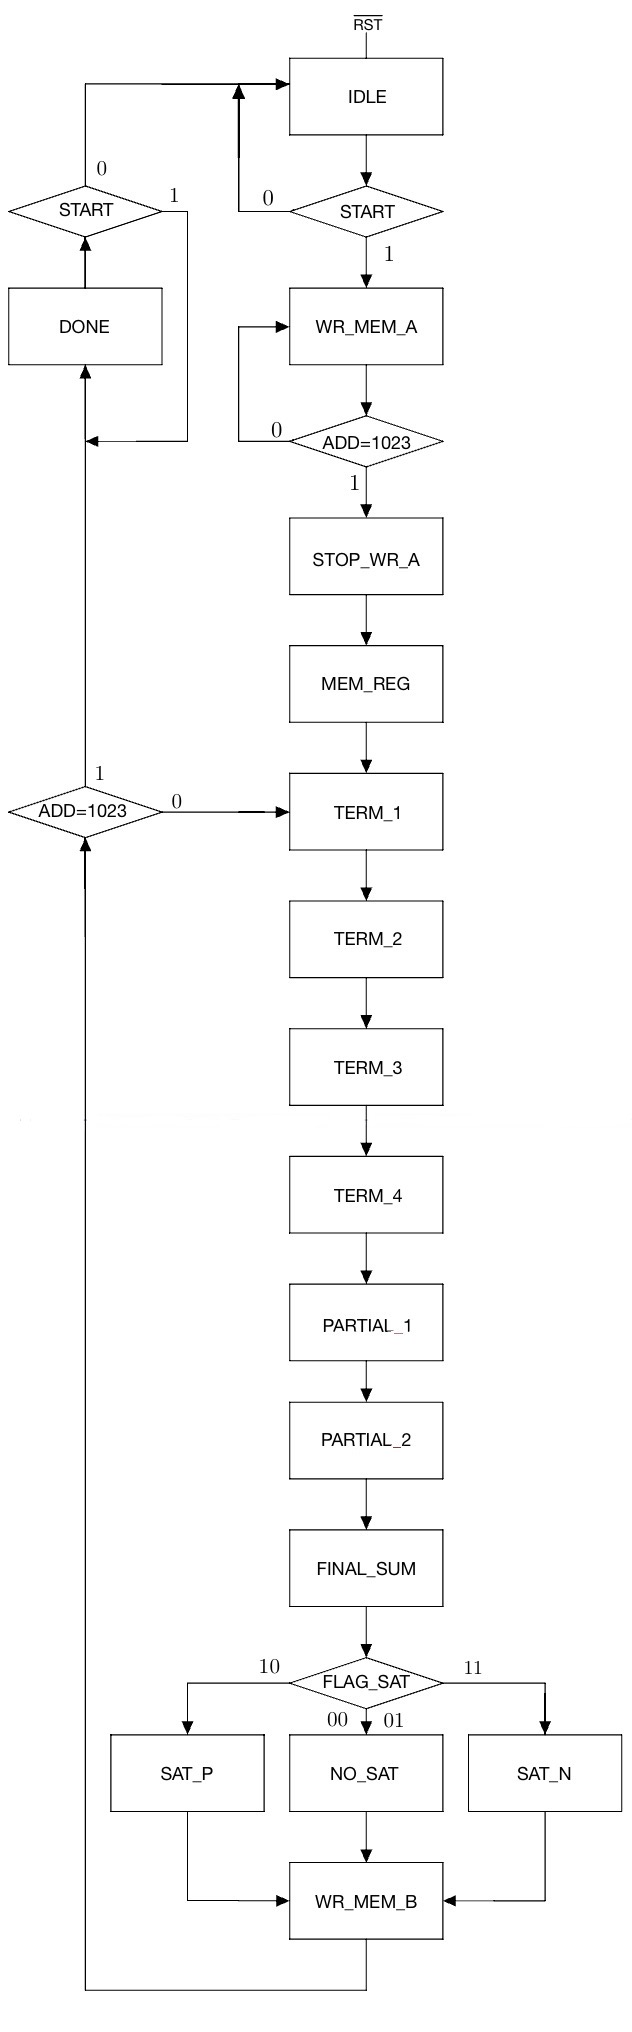 RST
IDLE
0
START
1
0
START
1
DONE
WR_MEM_A
0
ADD=1023
1
STOP_WR_A
MEM_REG
1
ADD=1023
0
TERM_1
TERM_2
TERM_3
TERM_4
PARTIAL_1
PARTIAL_2
FINAL_SUM
10
FLAG_SAT
11
00
01
SAT_P
NO_SAT
SAT_N
WR_MEM_B